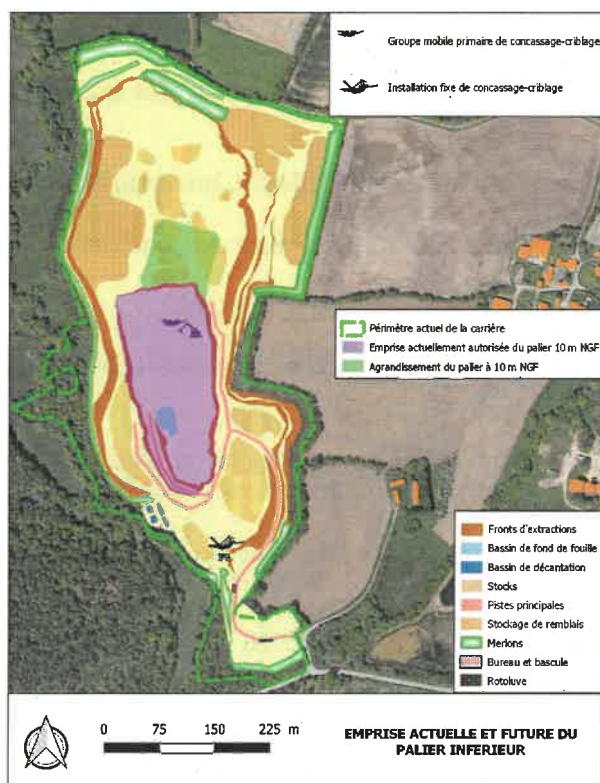 Groupe mobile primaire de concassage-criblage
Installation fixe de concassage-criblage
Périmètre actuel de la carrière
Emprise actuellement autorisée du palier 10 m NGF
Agrandissement du palier à 10 m NGF
Fronts d'extractions
Bassin de fond de fouille
Bassin de décantation
Stocks
Pistes principales
Stockage de remblais
Merlons
Bureau et bascule
Rotoluve
0 75 150 225 m
EMPRISE ACTUELLE ET FUTURE DU
PALIER INFERIEUR